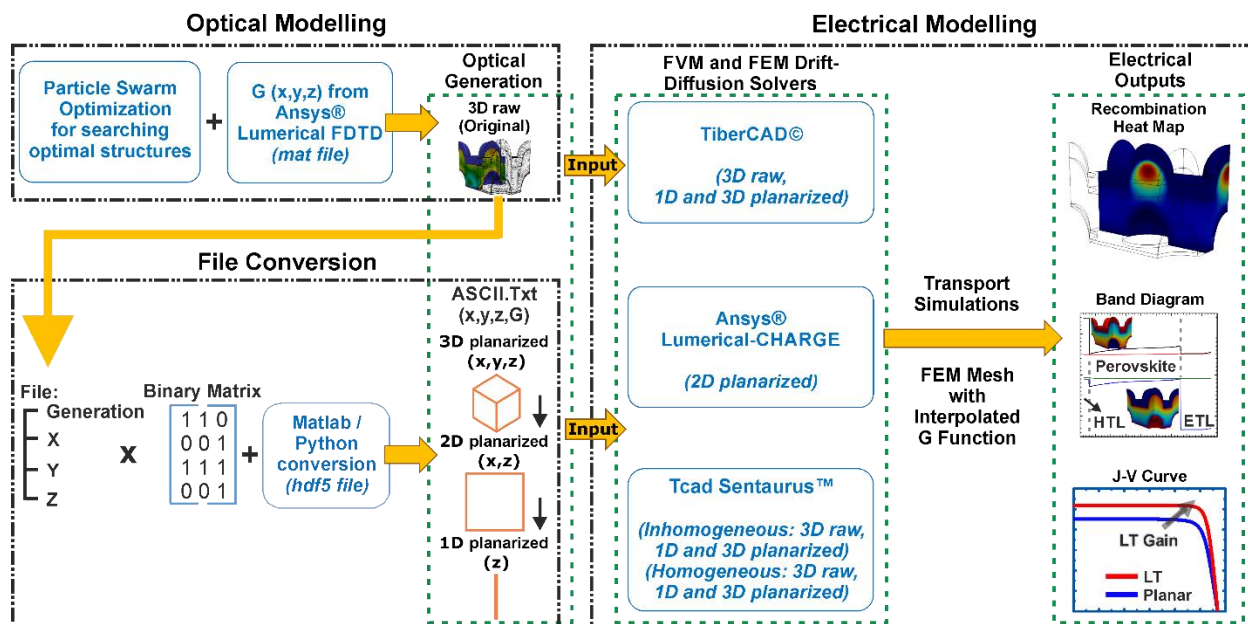 Optical Modelling
Particle Swarm
Optimization
for searching
optimal structures
+
G (x,y,z) from
Ansys®
Lumerical FDTD
(mat file)
Optical
Generation
3D raw
(Original)
File Conversion
File:
Generation
X
Y
Z
x
Binary Matrix
1 1 0
0 0 1
1 1 1
0 0 1
+
Matlab /
Python
conversion
(hdf5 file)
ASCII.Txt
(x,y,z,G)
3D planarized
(x,y,z)
2D planarized
(x,z)
1D planarized
(z)
Input
Input
Electrical Modelling
FVM and FEM Drift-
Diffusion Solvers
TiberCAD©
(3D raw,
1D and 3D planarized)
Ansys®
Lumerical-CHARGE
(2D planarized)
Tcad Sentaurus™
(Inhomogeneous: 3D raw,
1D and 3D planarized)
(Homogeneous: 3D raw,
1D and 3D planarized)
Transport
Simulations
FEM Mesh
with
Interpolated
G Function
Electrical
Outputs
Recombination
Heat Map
Band Diagram
Perovskite
HTL
ETL
J-V Curve
LT Gain
LT
Planar